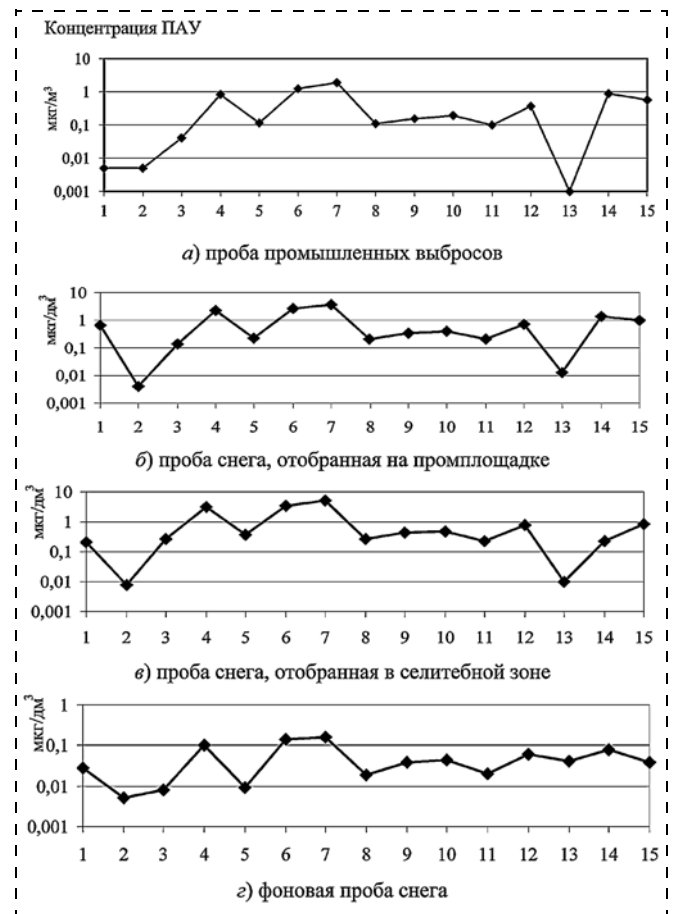 Концентрация ПАУ
мкг/м³
10
1
0,1
0,01
0,001
1 2 3 4 5 6 7 8 9 10 11 12 13 14 15
а) проба промышленных выбросов
мкг/дм³
10
1
0,1
0,01
0,001
1 2 3 4 5 6 7 8 9 10 11 12 13 14 15
б) проба снега, отобранная на промплощадке
мкг/дм³
10
1
0,1
0,01
0,001
1 2 3 4 5 6 7 8 9 10 11 12 13 14 15
в) проба снега, отобранная в селитебной зоне
мкг/дм³
1
0,1
0,01
0,001
1 2 3 4 5 6 7 8 9 10 11 12 13 14 15
г) фоновая проба снега